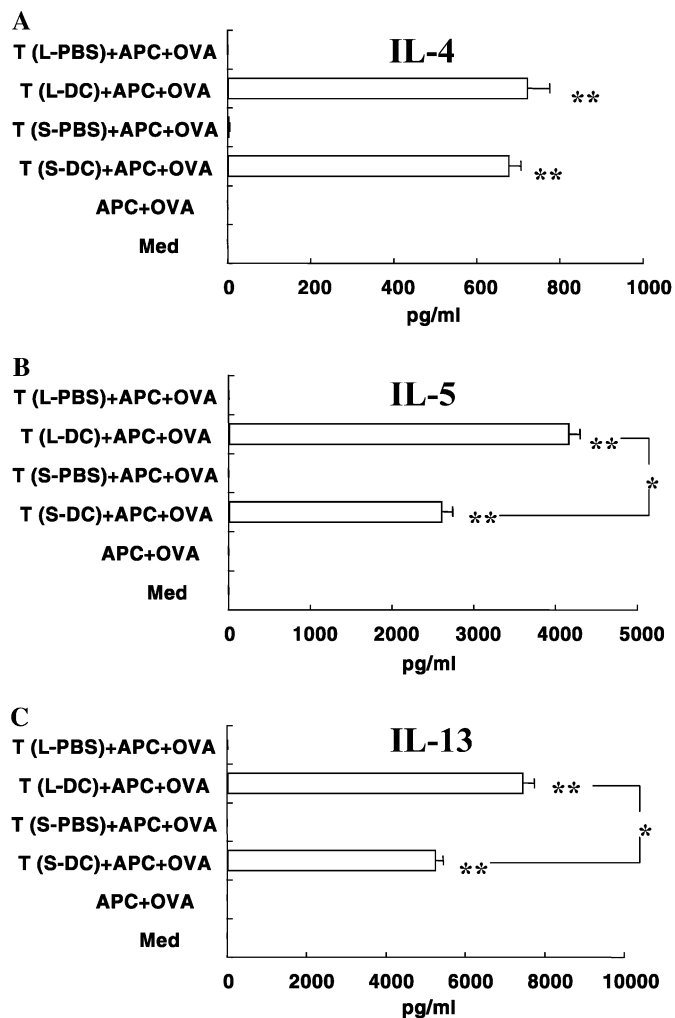 A
IL-4
T (L-PBS)+APC+OVA
T (L-DC)+APC+OVA
**
T (S-PBS)+APC+OVA
T (S-DC)+APC+OVA
**
APC+OVA
Med
0 200 400 600 800 1000
pg/ml
B
IL-5
T (L-PBS)+APC+OVA
T (L-DC)+APC+OVA
**
T (S-PBS)+APC+OVA
*
T (S-DC)+APC+OVA
**
APC+OVA
Med
0 1000 2000 3000 4000 5000
pg/ml
C
IL-13
T (L-PBS)+APC+OVA
T (L-DC)+APC+OVA
**
T (S-PBS)+APC+OVA
*
T (S-DC)+APC+OVA
**
APC+OVA
Med
0 2000 4000 6000 8000 10000
pg/ml